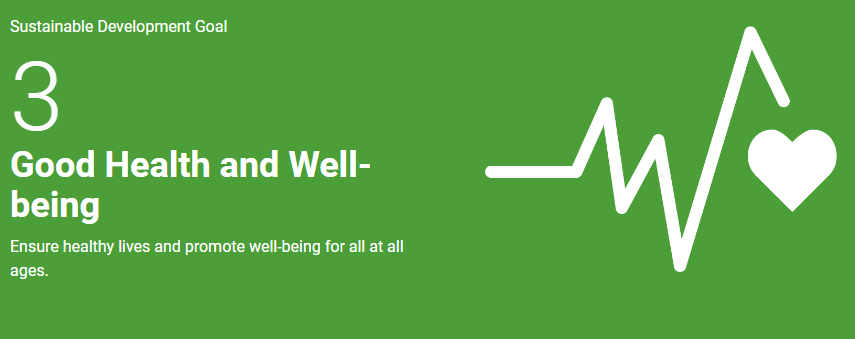 Sustainable Development Goal
3
Good Health and Well-
being
Ensure healthy lives and promote well-being for all at all
ages.